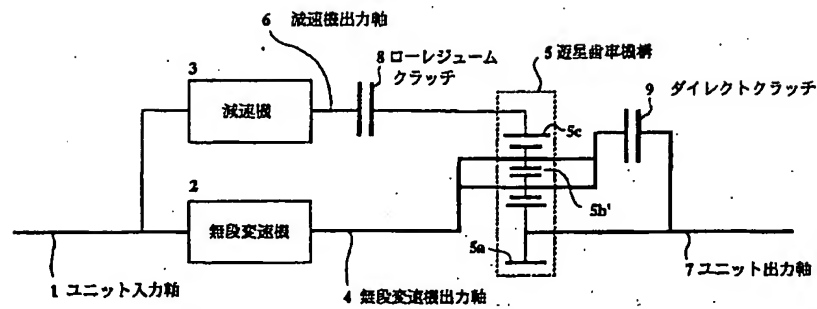 6 減速機出力軸
8 ローレジューム
クラッチ
5 遊星歯車機構
9 ダイレクトクラッチ
3
減速機
5c
2
無段変速機
5b'
5a
1 ユニット入力軸
4 無段変速機出力軸
7 ユニット出力軸